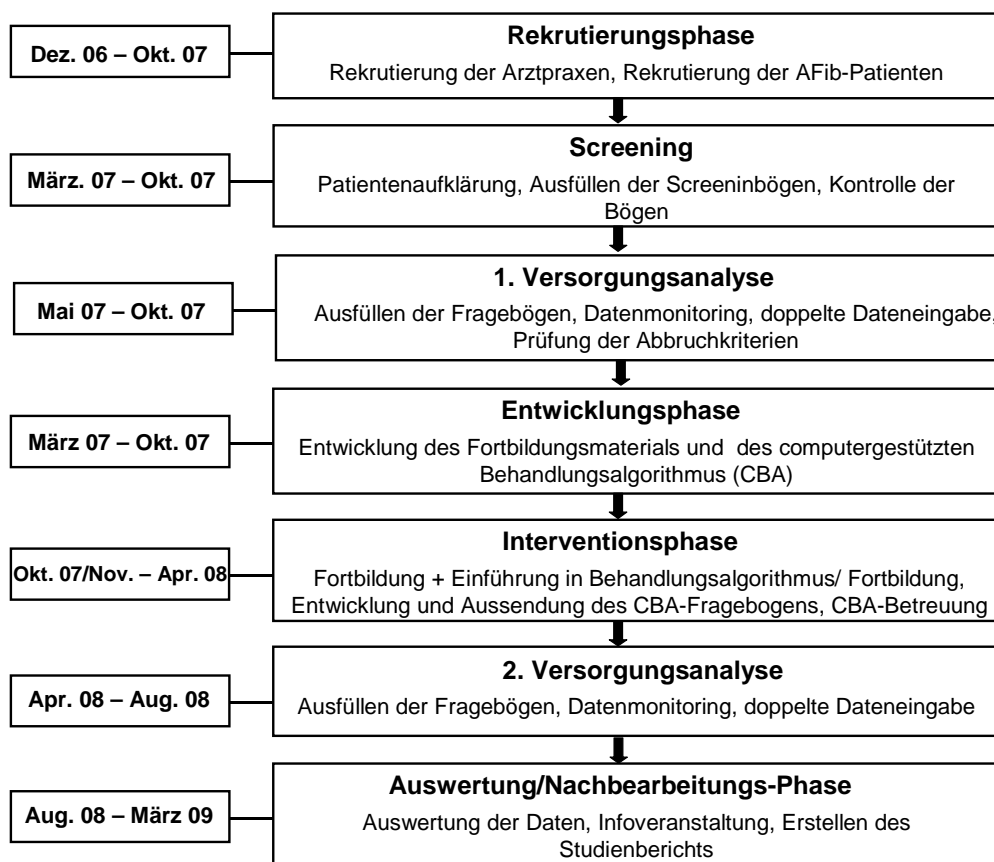 Rekrutierungsphase
Dez. 06 – Okt. 07
Rekrutierung der Arztpraxen, Rekrutierung der AFib-Patienten
Screening
März. 07 – Okt. 07
Patientenaufklärung, Ausfüllen der Screeninbögen, Kontrolle der
Bögen
1. Versorgungsanalyse
Mai 07 – Okt. 07
Ausfüllen der Fragebögen, Datenmonitoring, doppelte Dateneingabe,
Prüfung der Abbruchkriterien
Entwicklungsphase
März 07 – Okt. 07
Entwicklung des Fortbildungsmaterials und des computergestützten
Behandlungsalgorithmus (CBA)
Interventionsphase
Okt. 07/Nov. – Apr. 08
Fortbildung + Einführung in Behandlungsalgorithmus/ Fortbildung,
Entwicklung und Aussendung des CBA-Fragebogens, CBA-Betreuung
2. Versorgungsanalyse
Apr. 08 – Aug. 08
Ausfüllen der Fragebögen, Datenmonitoring, doppelte Dateneingabe
Auswertung/Nachbearbeitungs-Phase
Aug. 08 – März 09
Auswertung der Daten, Infoveranstaltung, Erstellen des
Studienberichts